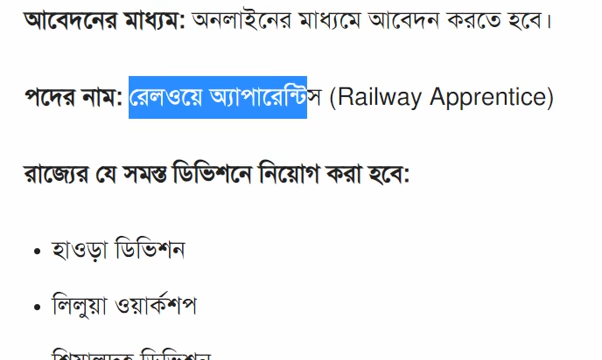 আবেদনের মাধ্যম: অনলাইনের মাধ্যমে আবেদন করতে হবে।
পদের নাম: রেলওয়ে অ্যাপারেন্টিস (Railway Apprentice)
রাজ্যের যে সমস্ত ডিভিশনে নিয়োগ করা হবে:
• হাওড়া ডিভিশন
• লিলুয়া ওয়ার্কশপ